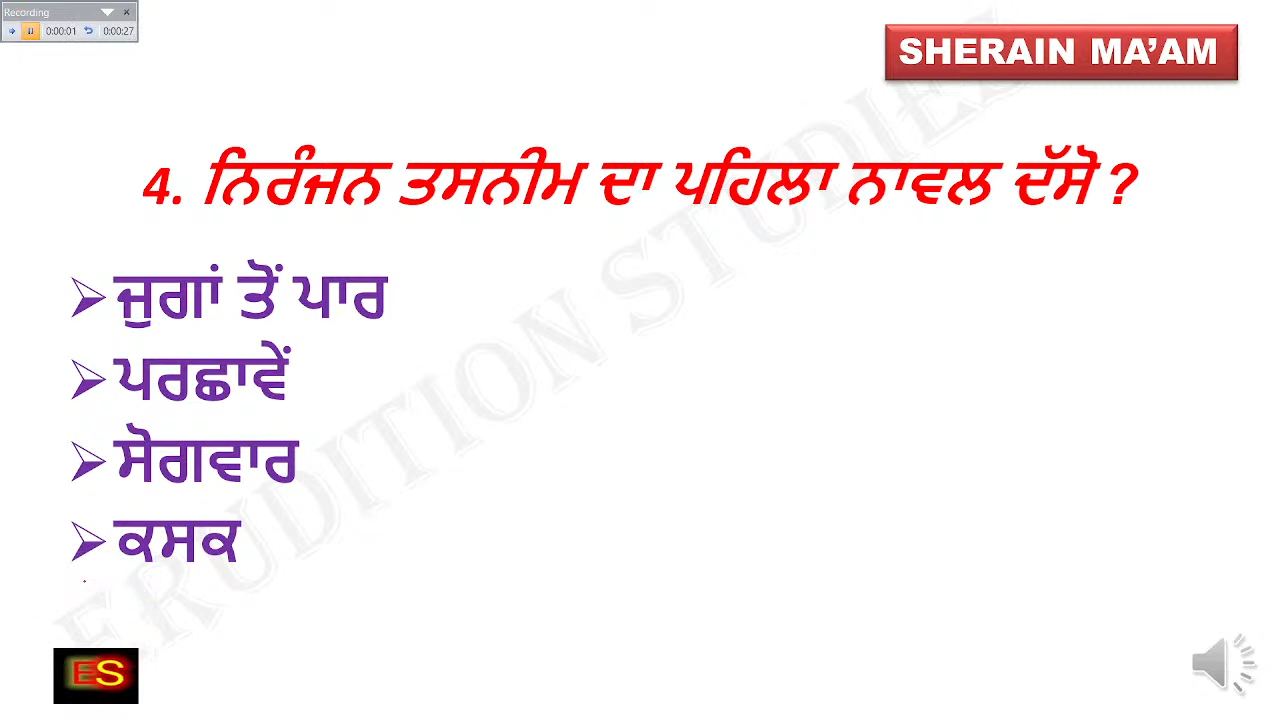 Recording
0:00:01 0:00:27
SHERAIN MA’AM
4. ਨਿਰੰਜਨ ਤਸਨੀਮ ਦਾ ਪਹਿਲਾ ਨਾਵਲ ਦੱਸੋ ?
ਜੁਗਾਂ ਤੋਂ ਪਾਰ
ਪਰਛਾਵੇਂ
ਸੋਗਵਾਰ
ਕਸਕ
ERUDITION STUDIES
ES